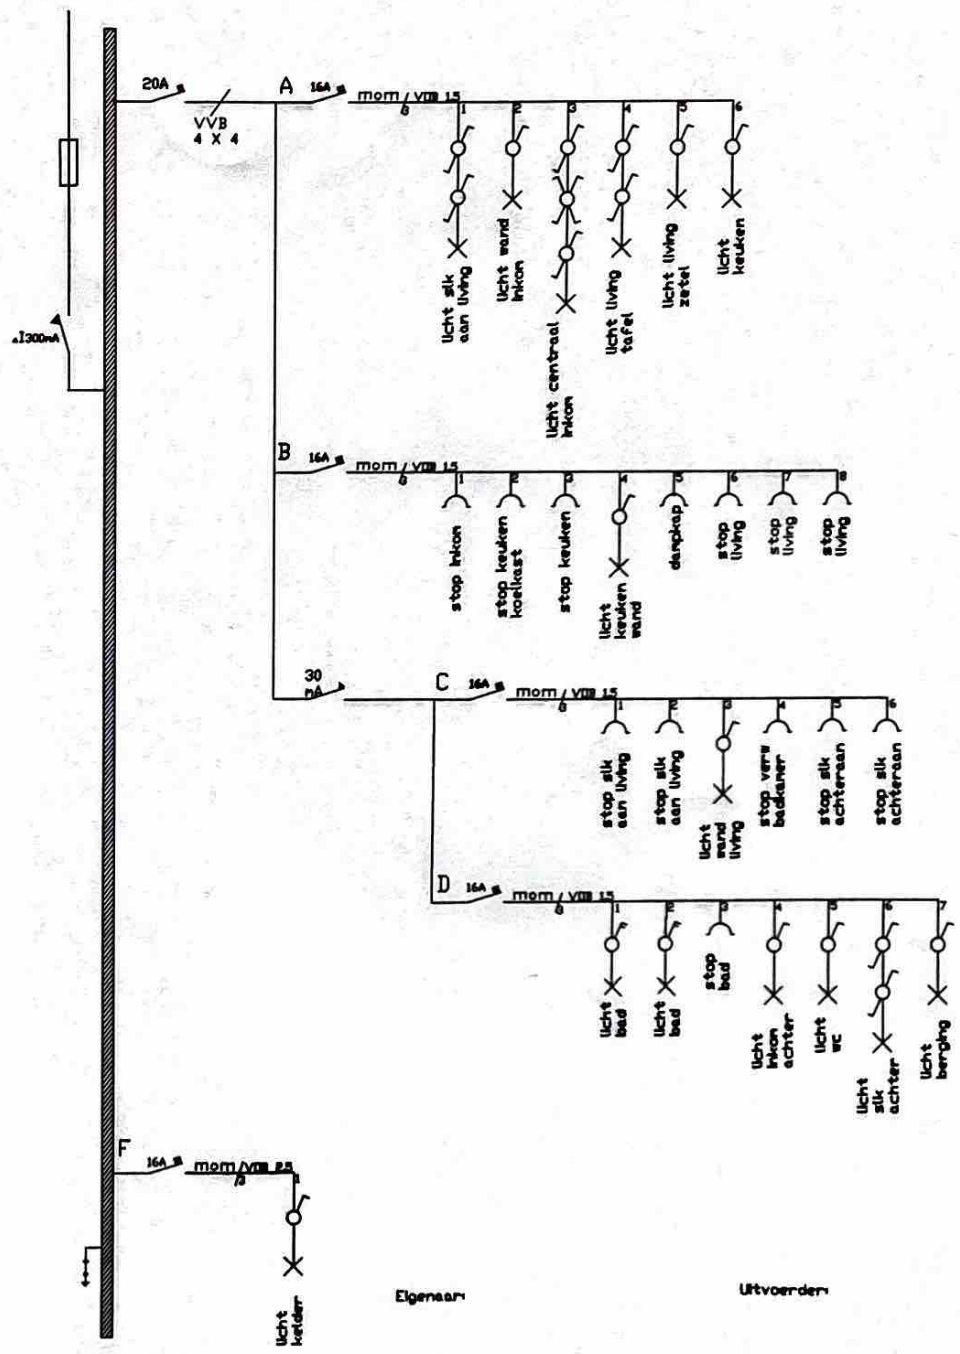 20A
VVB
4 X 4
A
16A
mom / VOB 1.5
3
1
2
3
4
5
6
licht slk
aan living
licht wand
inkom
licht centraal
inkom
licht living
tafel
licht living
zetel
licht
keuken
ΔI300mA
B
16A
mom / VOB 1.5
3
1
2
3
4
5
6
7
8
stop inkom
stop keuken
koelkast
stop keuken
licht
keuken
wand
dampkap
stop
living
stop
living
stop
living
30
mA
C
16A
mom / VOB 1.5
3
1
2
3
4
5
6
stop slk
aan living
stop slk
aan living
licht
wand
living
stop verw
badkamer
stop slk
achteraan
stop slk
achteraan
D
16A
mom / VOB 1.5
3
1
2
3
4
5
6
7
licht
bad
licht
bad
stop
bad
licht
inkom
achter
licht
wc
licht
slk
achter
licht
berging
F
16A
mom/VOB 2.5
3
1
licht
kelder
Eigenaar:
Uitvoerder: